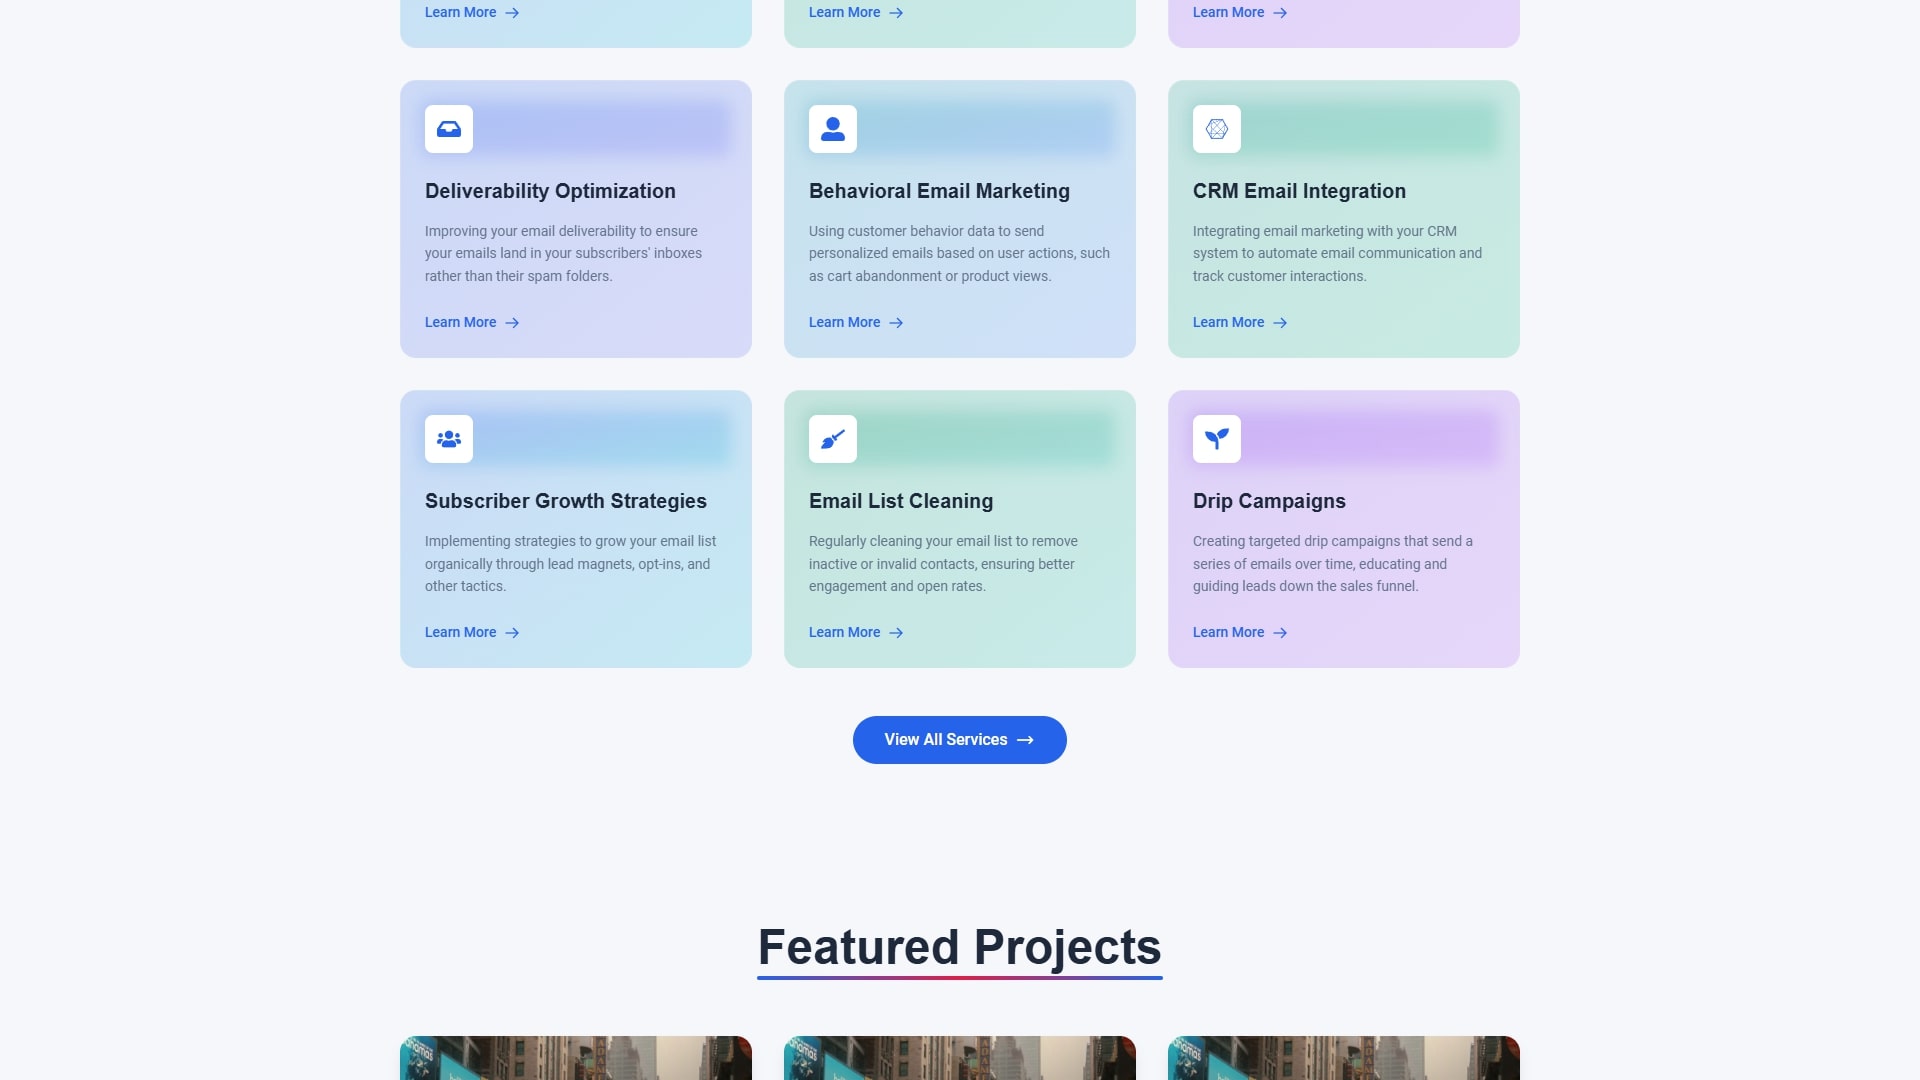 Learn More
Learn More
Learn More
Deliverability Optimization
Improving your email deliverability to ensure
your emails land in your subscribers' inboxes
rather than their spam folders.
Learn More
Behavioral Email Marketing
Using customer behavior data to send
personalized emails based on user actions, such
as cart abandonment or product views.
Learn More
CRM Email Integration
Integrating email marketing with your CRM
system to automate email communication and
track customer interactions.
Learn More
Subscriber Growth Strategies
Implementing strategies to grow your email list
organically through lead magnets, opt-ins, and
other tactics.
Learn More
Email List Cleaning
Regularly cleaning your email list to remove
inactive or invalid contacts, ensuring better
engagement and open rates.
Learn More
Drip Campaigns
Creating targeted drip campaigns that send a
series of emails over time, educating and
guiding leads down the sales funnel.
Learn More
View All Services
Featured Projects